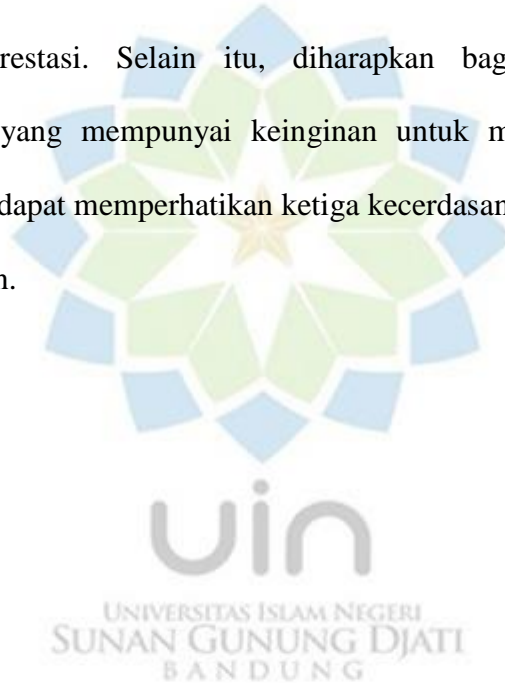 restasi. Selain itu, diharapkan bag
yang mempunyai keinginan untuk m
dapat memperhatikan ketiga kecerdasan
n.
uin
UNIVERSITAS ISLAM NEGERI
SUNAN GUNUNG DJATI
BANDUNG